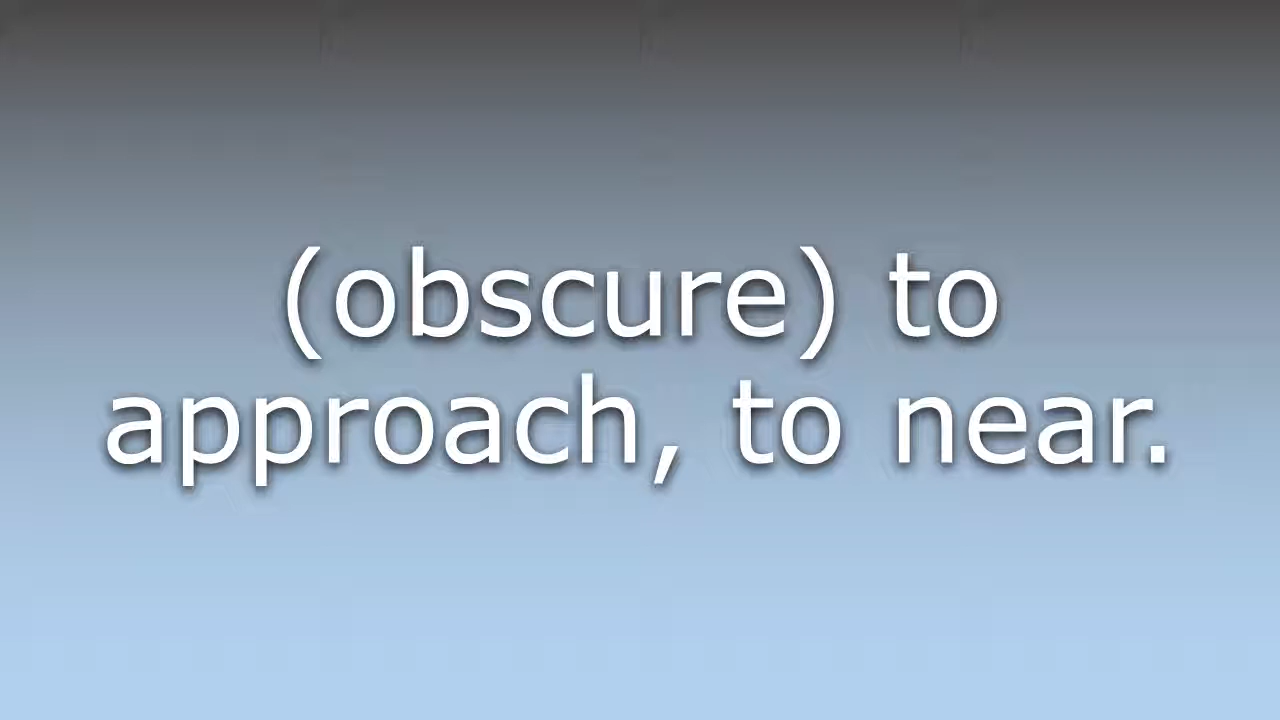 (obscure) to
approach, to near.